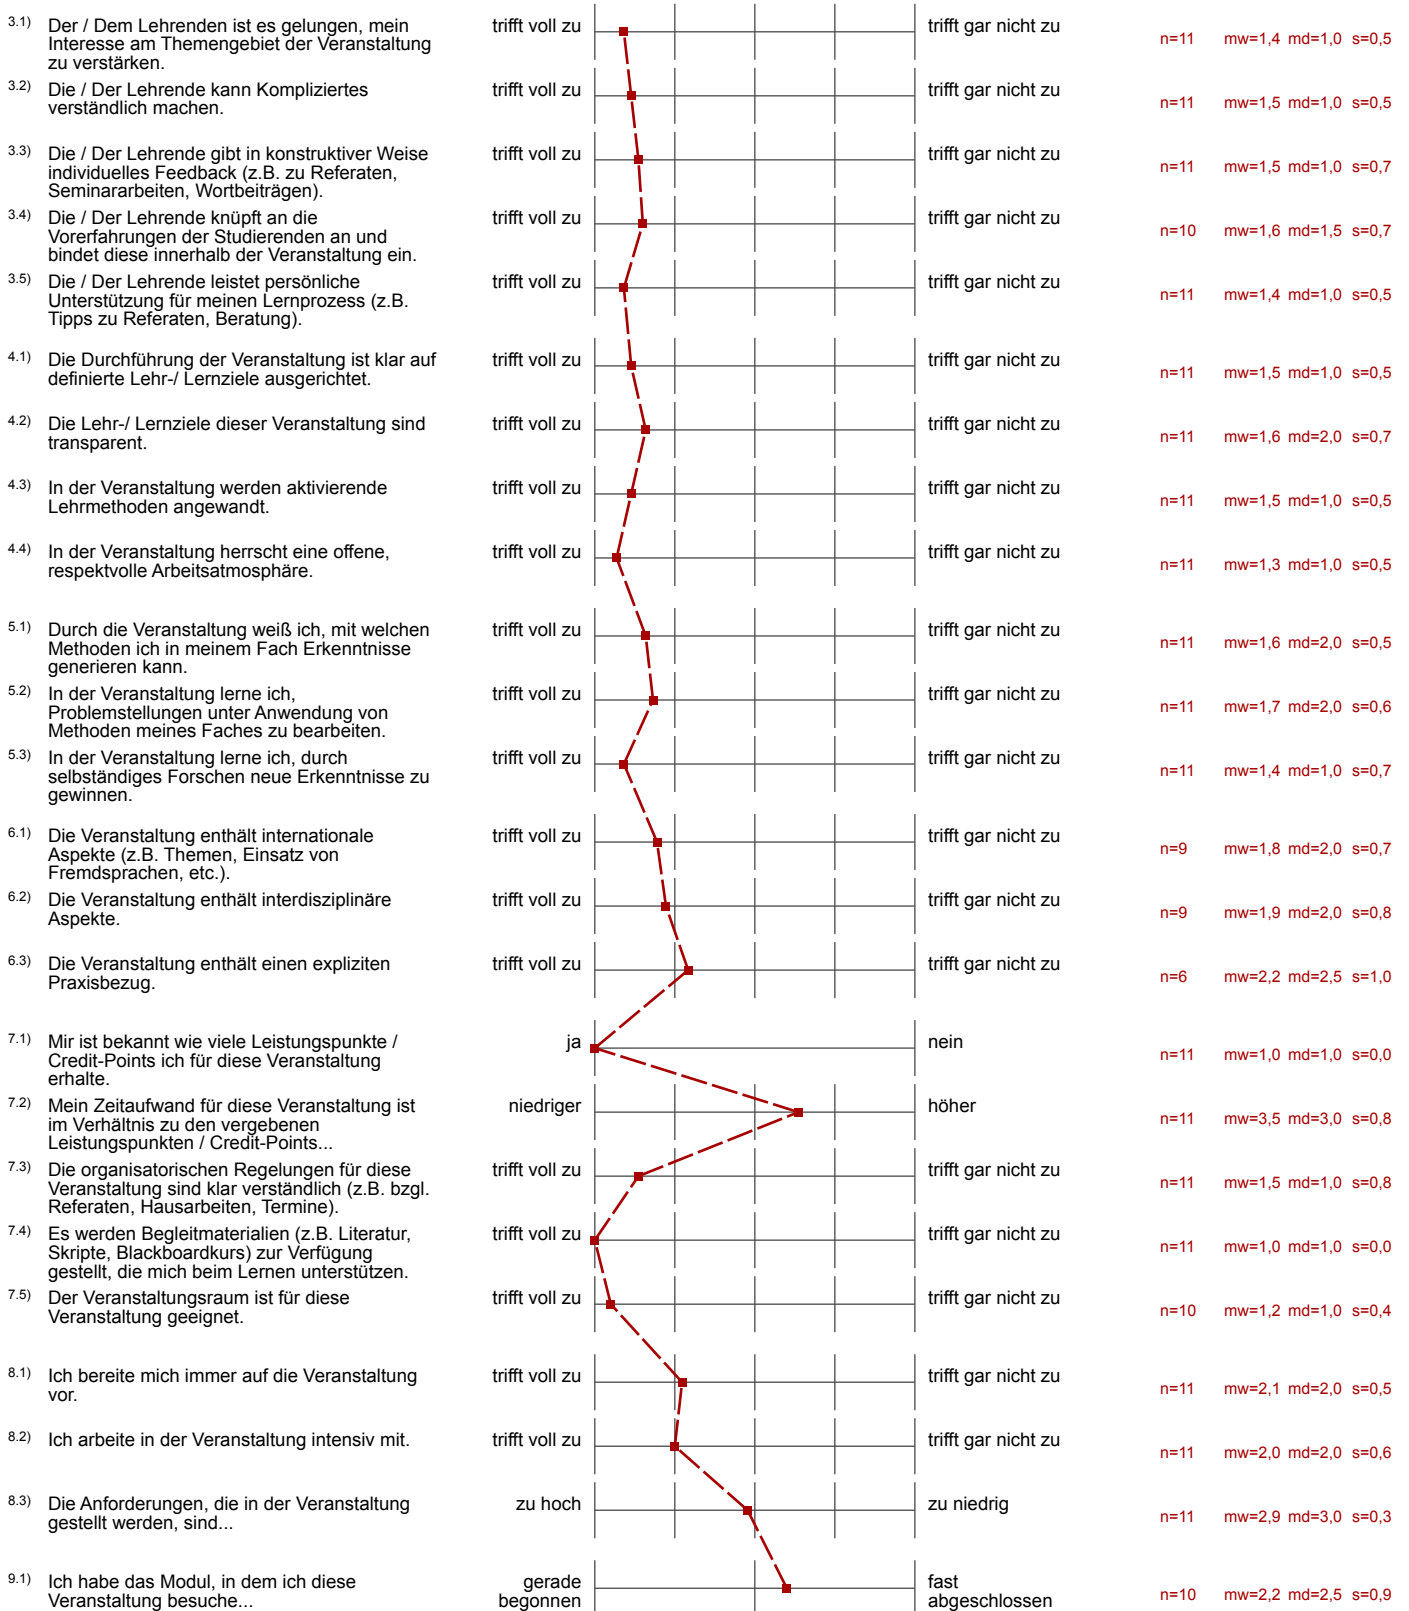 3.1) Der / Dem Lehrenden ist es gelungen, mein trifft voll zu trifft gar nicht zu
Interesse am Themengebiet der Veranstaltung n=11 mw=1,4 md=1,0 s=0,5
zu verstärken.
3.2) Die / Der Lehrende kann Kompliziertes trifft voll zu trifft gar nicht zu
verständlich machen. n=11 mw=1,5 md=1,0 s=0,5
3.3) Die / Der Lehrende gibt in konstruktiver Weise trifft voll zu trifft gar nicht zu
individuelles Feedback (z.B. zu Referaten, n=11 mw=1,5 md=1,0 s=0,7
Seminararbeiten, Wortbeiträgen).
3.4) Die / Der Lehrende knüpft an die trifft voll zu trifft gar nicht zu
Vorerfahrungen der Studierenden an und n=10 mw=1,6 md=1,5 s=0,7
bindet diese innerhalb der Veranstaltung ein.
3.5) Die / Der Lehrende leistet persönliche trifft voll zu trifft gar nicht zu
Unterstützung für meinen Lernprozess (z.B. n=11 mw=1,4 md=1,0 s=0,5
Tipps zu Referaten, Beratung).
4.1) Die Durchführung der Veranstaltung ist klar auf trifft voll zu trifft gar nicht zu
definierte Lehr-/ Lernziele ausgerichtet. n=11 mw=1,5 md=1,0 s=0,5
4.2) Die Lehr-/ Lernziele dieser Veranstaltung sind trifft voll zu trifft gar nicht zu
transparent. n=11 mw=1,6 md=2,0 s=0,7
4.3) In der Veranstaltung werden aktivierende trifft voll zu trifft gar nicht zu
Lehrmethoden angewandt. n=11 mw=1,5 md=1,0 s=0,5
4.4) In der Veranstaltung herrscht eine offene, trifft voll zu trifft gar nicht zu
respektvolle Arbeitsatmosphäre. n=11 mw=1,3 md=1,0 s=0,5
5.1) Durch die Veranstaltung weiß ich, mit welchen trifft voll zu trifft gar nicht zu
Methoden ich in meinem Fach Erkenntnisse n=11 mw=1,6 md=2,0 s=0,5
generieren kann.
5.2) In der Veranstaltung lerne ich, trifft voll zu trifft gar nicht zu
Problemstellungen unter Anwendung von n=11 mw=1,7 md=2,0 s=0,6
Methoden meines Faches zu bearbeiten.
5.3) In der Veranstaltung lerne ich, durch trifft voll zu trifft gar nicht zu
selbständiges Forschen neue Erkenntnisse zu n=11 mw=1,4 md=1,0 s=0,7
gewinnen.
6.1) Die Veranstaltung enthält internationale trifft voll zu trifft gar nicht zu
Aspekte (z.B. Themen, Einsatz von n=9 mw=1,8 md=2,0 s=0,7
Fremdsprachen, etc.).
6.2) Die Veranstaltung enthält interdisziplinäre trifft voll zu trifft gar nicht zu
Aspekte. n=9 mw=1,9 md=2,0 s=0,8
6.3) Die Veranstaltung enthält einen expliziten trifft voll zu trifft gar nicht zu
Praxisbezug. n=6 mw=2,2 md=2,5 s=1,0
7.1) Mir ist bekannt wie viele Leistungspunkte / ja nein
Credit-Points ich für diese Veranstaltung n=11 mw=1,0 md=1,0 s=0,0
erhalte.
7.2) Mein Zeitaufwand für diese Veranstaltung ist niedriger höher
im Verhältnis zu den vergebenen n=11 mw=3,5 md=3,0 s=0,8
Leistungspunkten / Credit-Points...
7.3) Die organisatorischen Regelungen für diese trifft voll zu trifft gar nicht zu
Veranstaltung sind klar verständlich (z.B. bzgl. n=11 mw=1,5 md=1,0 s=0,8
Referaten, Hausarbeiten, Termine).
7.4) Es werden Begleitmaterialien (z.B. Literatur, trifft voll zu trifft gar nicht zu
Skripte, Blackboardkurs) zur Verfügung n=11 mw=1,0 md=1,0 s=0,0
gestellt, die mich beim Lernen unterstützen.
7.5) Der Veranstaltungsraum ist für diese trifft voll zu trifft gar nicht zu
Veranstaltung geeignet. n=10 mw=1,2 md=1,0 s=0,4
8.1) Ich bereite mich immer auf die Veranstaltung trifft voll zu trifft gar nicht zu
vor. n=11 mw=2,1 md=2,0 s=0,5
8.2) Ich arbeite in der Veranstaltung intensiv mit. trifft voll zu trifft gar nicht zu
n=11 mw=2,0 md=2,0 s=0,6
8.3) Die Anforderungen, die in der Veranstaltung zu hoch zu niedrig
gestellt werden, sind... n=11 mw=2,9 md=3,0 s=0,3
9.1) Ich habe das Modul, in dem ich diese gerade fast
Veranstaltung besuche... begonnen abgeschlossen n=10 mw=2,2 md=2,5 s=0,9